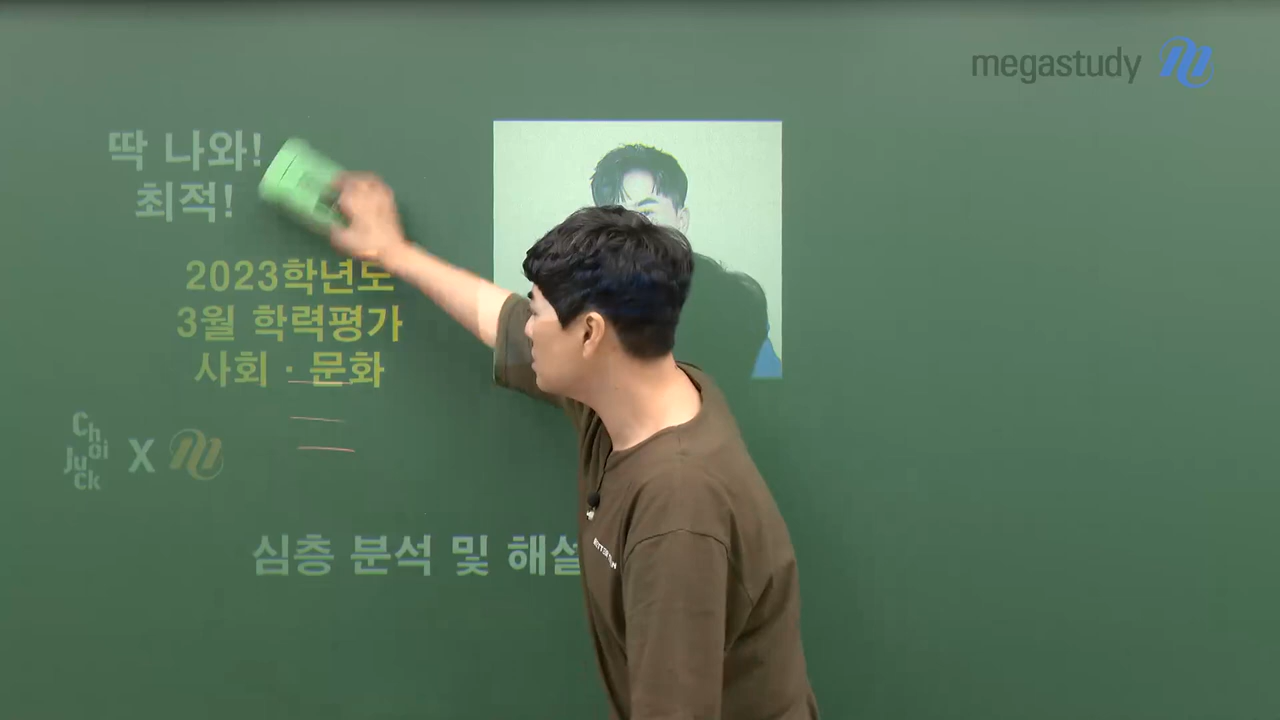 megastudy
딱 나와!
최적!
2023학년도
3월 학력평가
사회 · 문화
Choi
Juck
X
심층 분석 및 해설